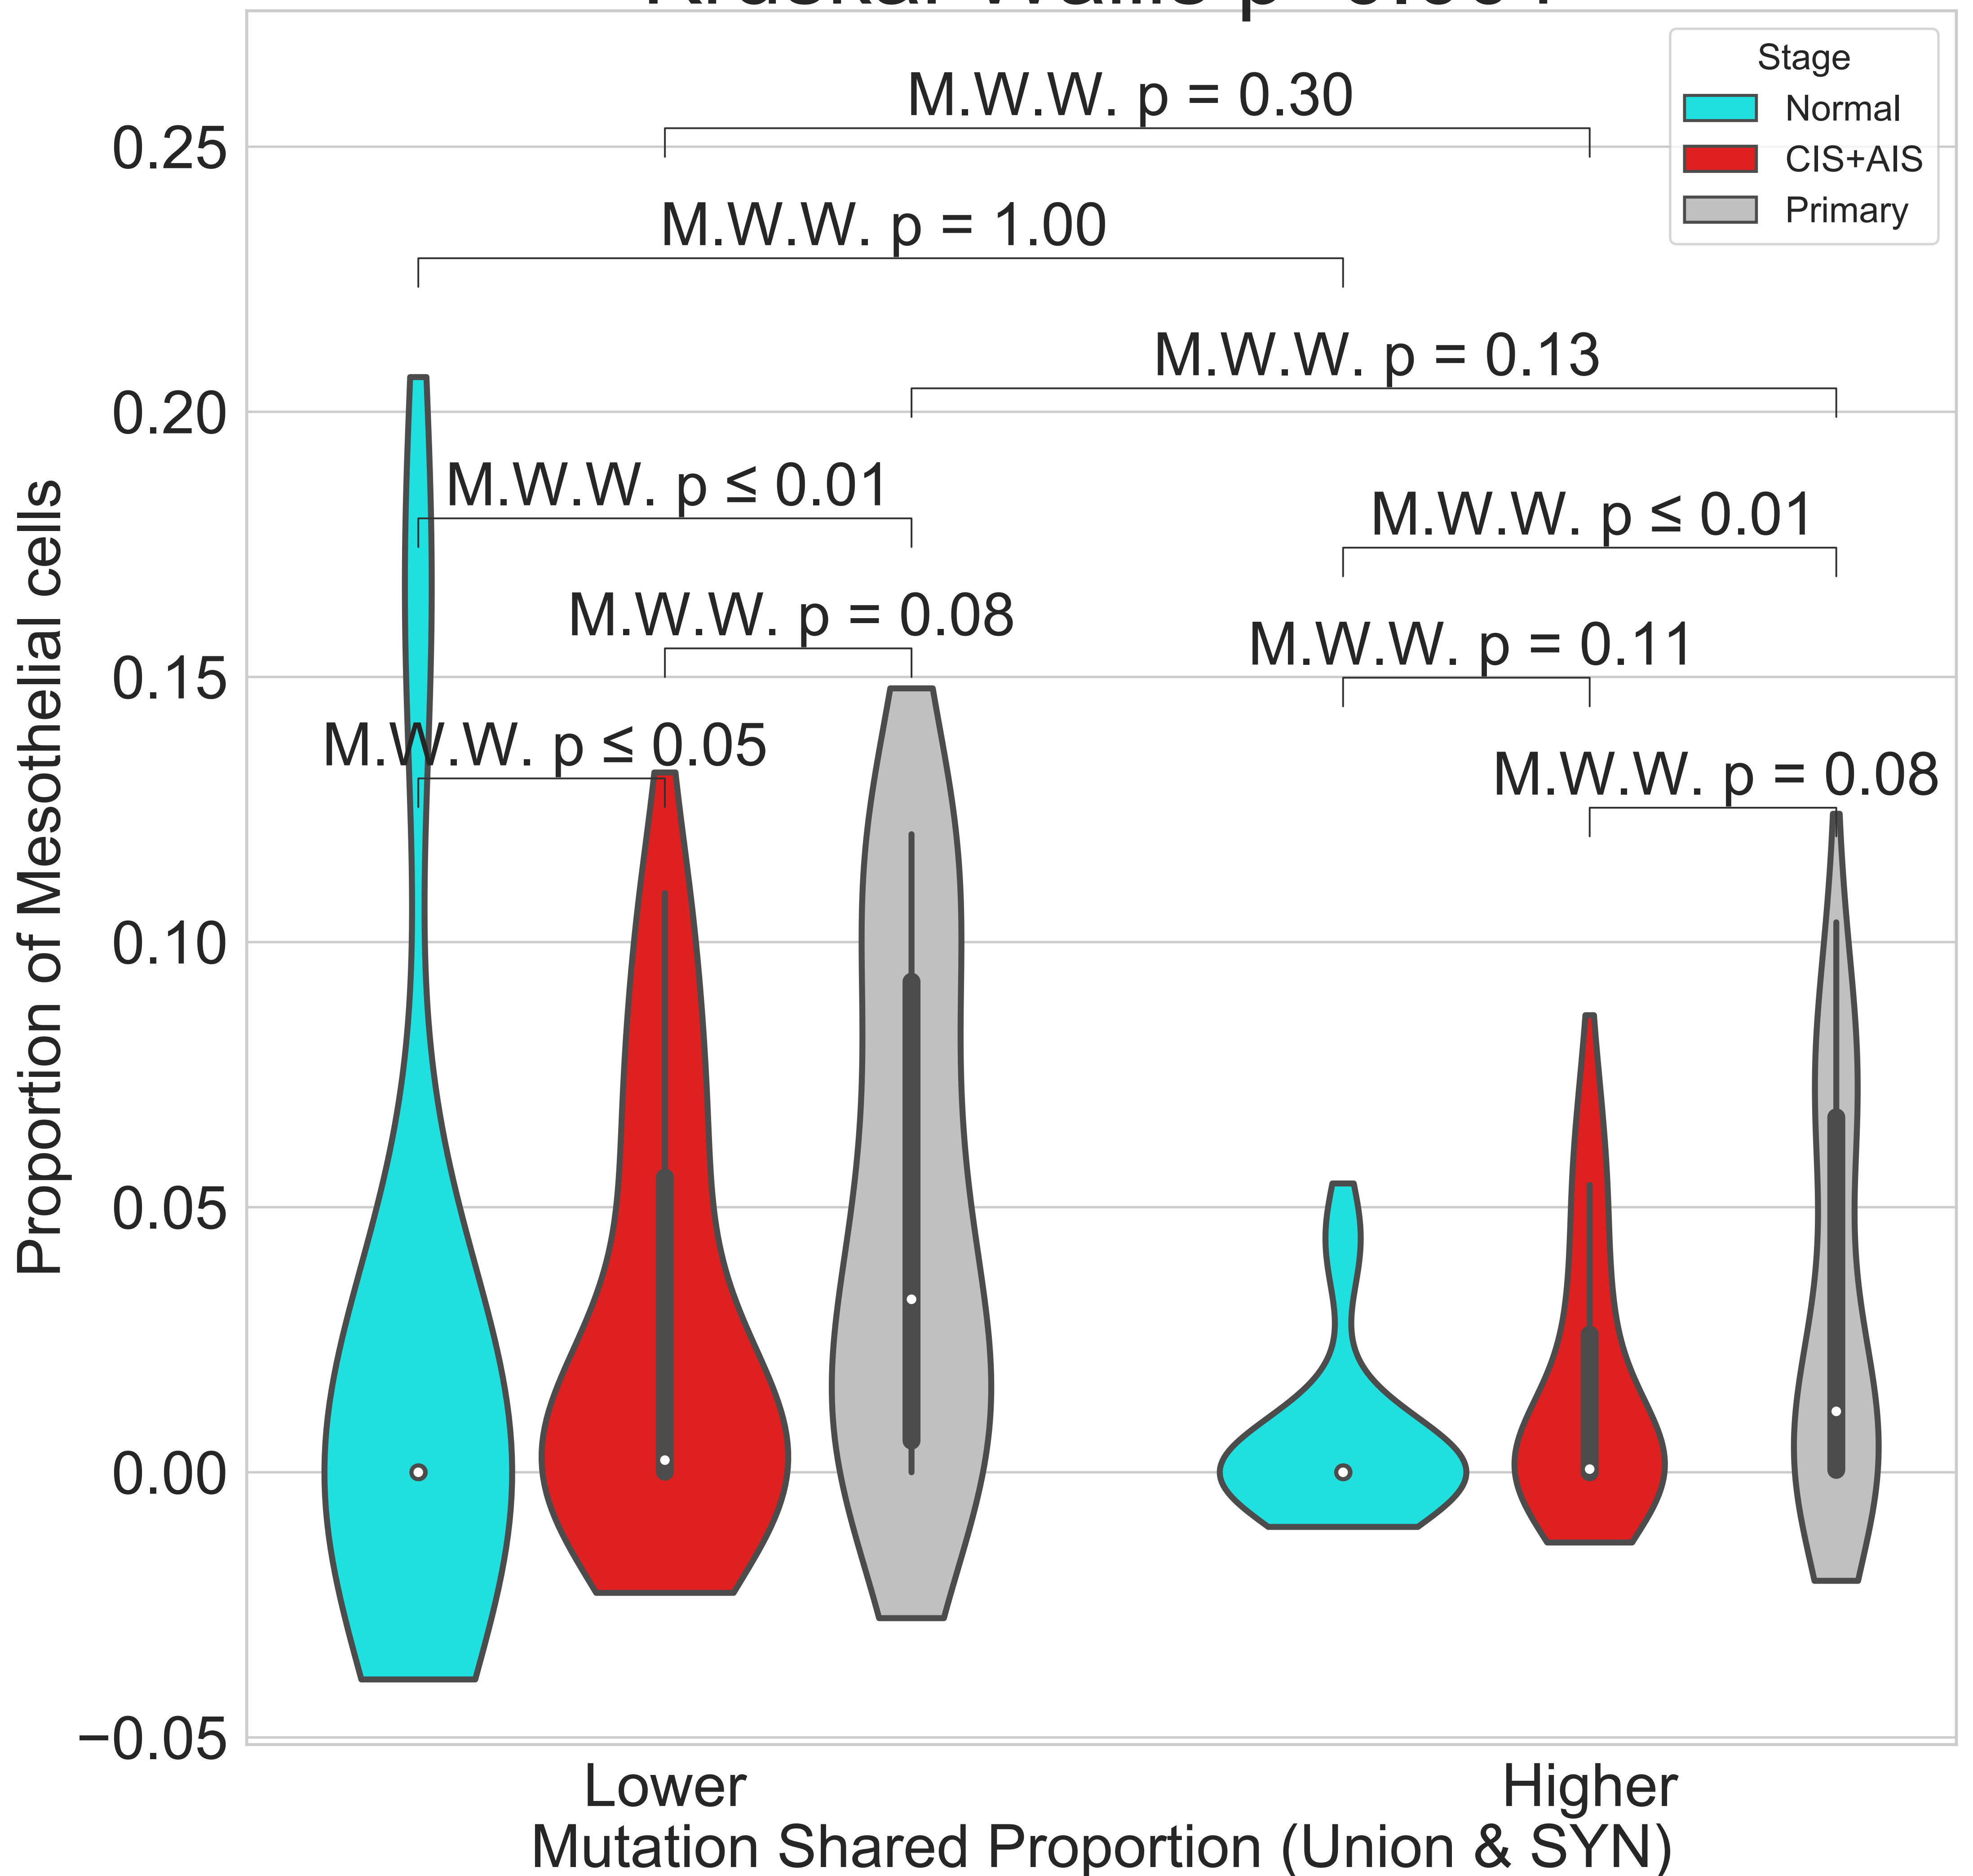 Stage
Normal
CIS+AIS
Primary
M.W.W. p = 0.30
M.W.W. p = 1.00
M.W.W. p = 0.13
M.W.W. p ≤ 0.01
M.W.W. p ≤ 0.01
M.W.W. p = 0.08
M.W.W. p = 0.11
M.W.W. p ≤ 0.05
M.W.W. p = 0.08
0.25
0.20
0.15
0.10
0.05
0.00
−0.05
Proportion of Mesothelial cells
Lower
Higher
Mutation Shared Proportion (Union & SYN)